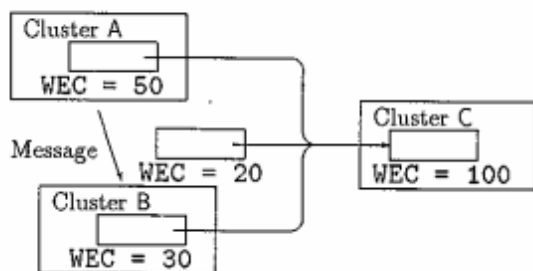 Cluster A
WEC = 50
Message
WEC = 20
Cluster B
WEC = 30
Cluster C
WEC = 100